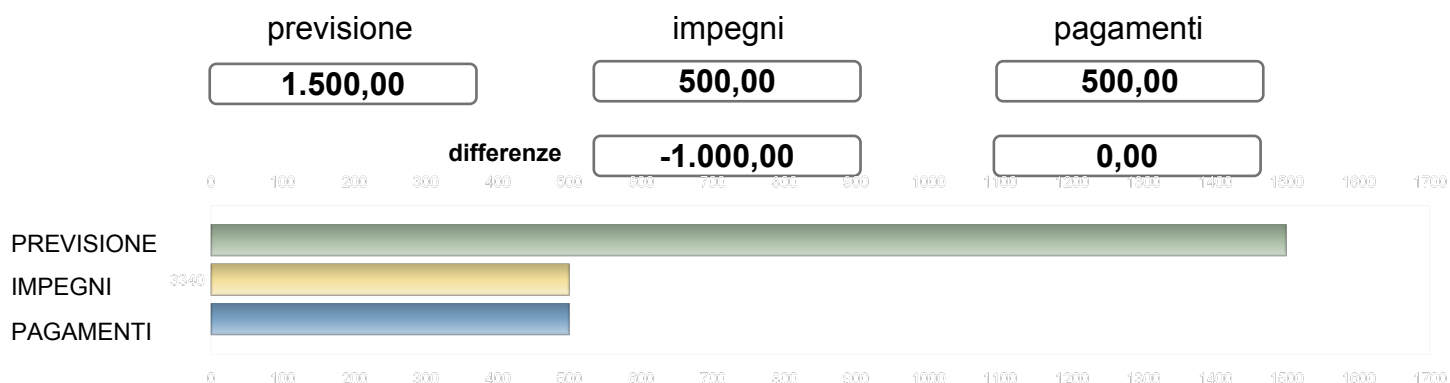 previsione impegni pagamenti
1.500,00 500,00 500,00
differenze -1.000,00 0,00
0 100 200 300 400 500 600 700 800 900 1000 1100 1200 1300 1400 1500 1600 1700
PREVISIONE
3340
IMPEGNI
PAGAMENTI
0 100 200 300 400 500 600 700 800 900 1000 1100 1200 1300 1400 1500 1600 1700